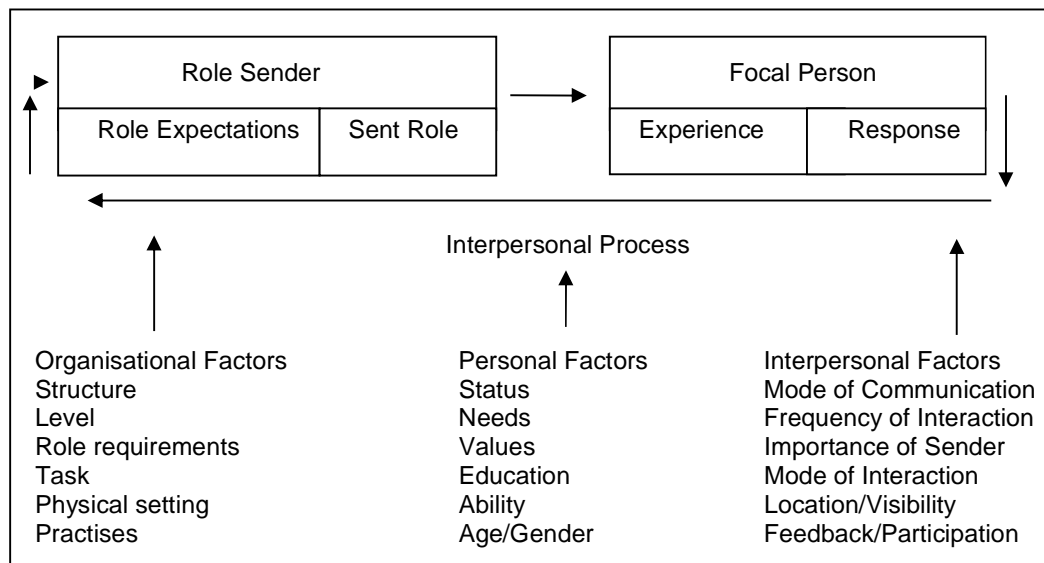 Role Sender
Focal Person
Role Expectations
Sent Role
Experience
Response
Interpersonal Process
Organisational Factors
Structure
Level
Role requirements
Task
Physical setting
Practises
Personal Factors
Status
Needs
Values
Education
Ability
Age/Gender
Interpersonal Factors
Mode of Communication
Frequency of Interaction
Importance of Sender
Mode of Interaction
Location/Visibility
Feedback/Participation